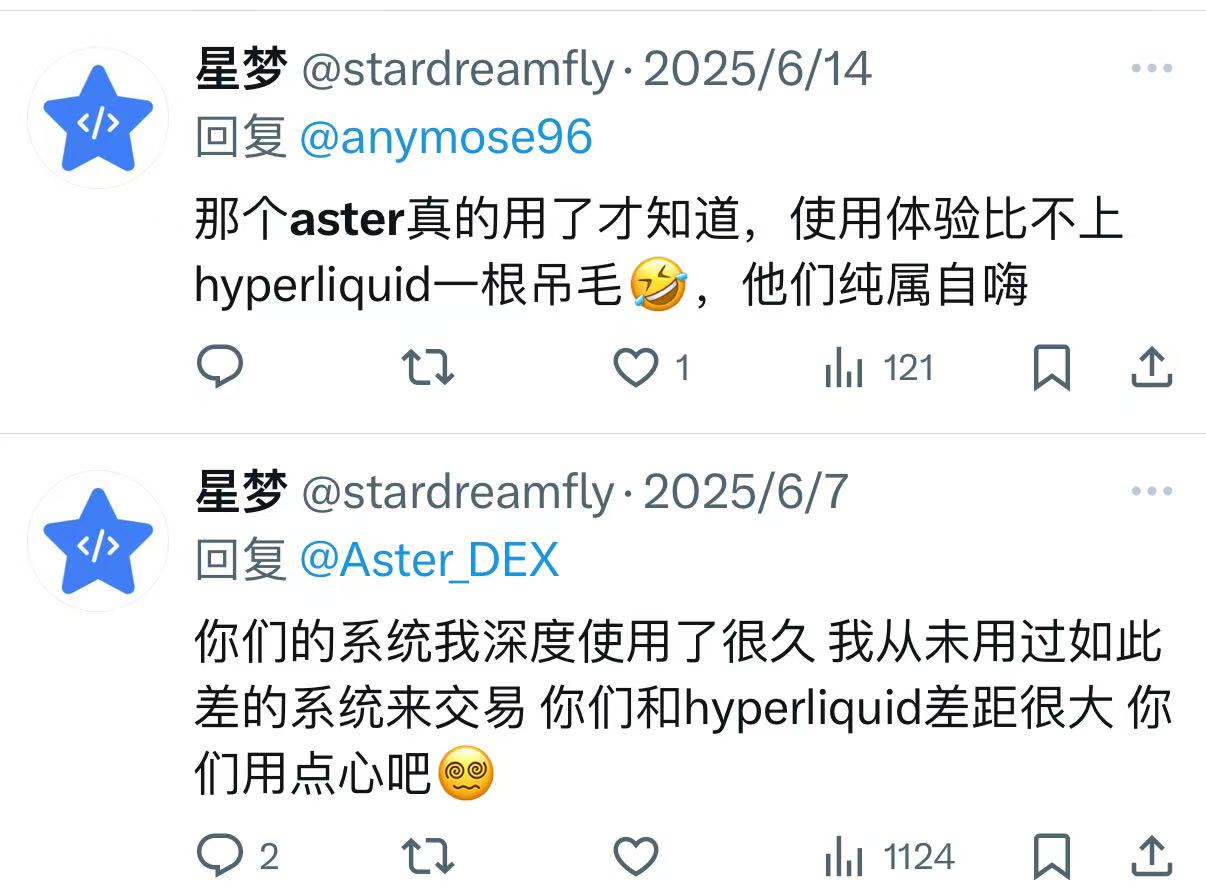 星梦 @stardreamfly · 2025/6/14
回复 @anymose96
那个aster真的用了才知道，使用体验比不上
hyperliquid一根吊毛🤣，他们纯属自嗨
1 121
星梦 @stardreamfly · 2025/6/7
回复 @Aster_DEX
你们的系统我深度使用了很久 我从未用过如此
差的系统来交易 你们和hyperliquid差距很大 你
们用点心吧😵‍💫
2 1124